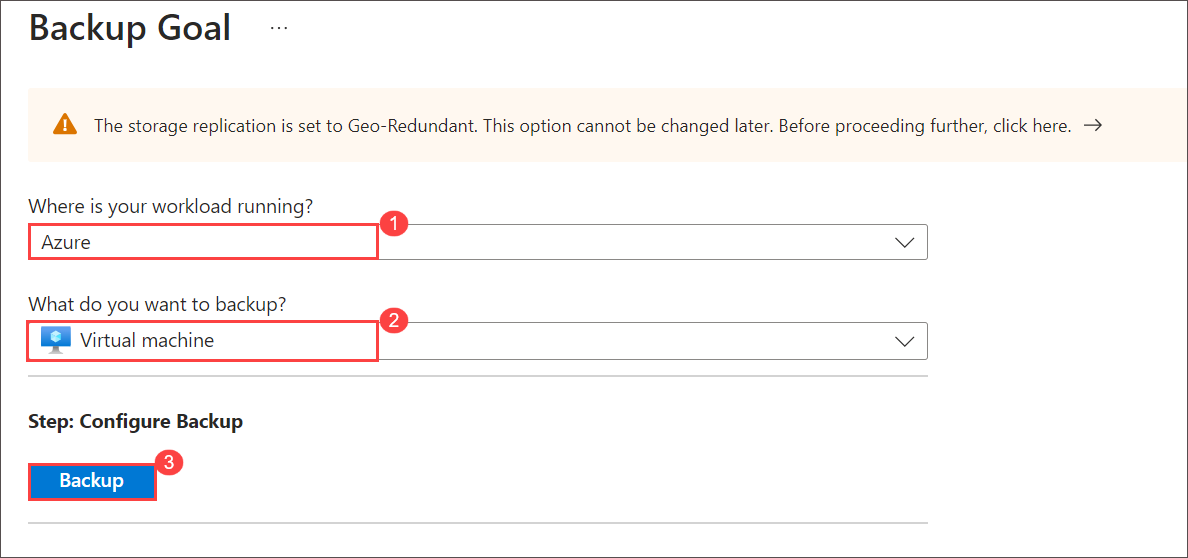 Backup Goal ...
The storage replication is set to Geo-Redundant. This option cannot be changed later. Before proceeding further, click here. →
Where is your workload running?
1
Azure
What do you want to backup?
2
Virtual machine
Step: Configure Backup
3
Backup